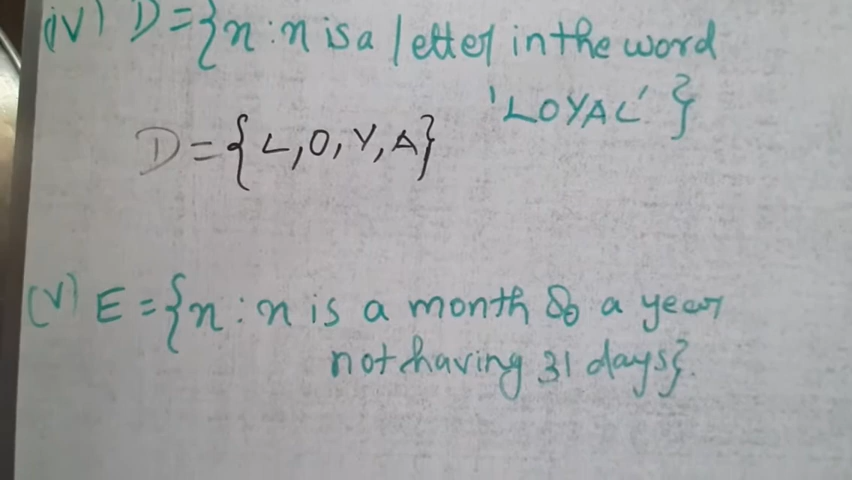 (iv) D={x:x is a letter in the word
'LOYAL'}
D={L,O,Y,A}
(v) E={x:x is a month of a year
not having 31 days}.